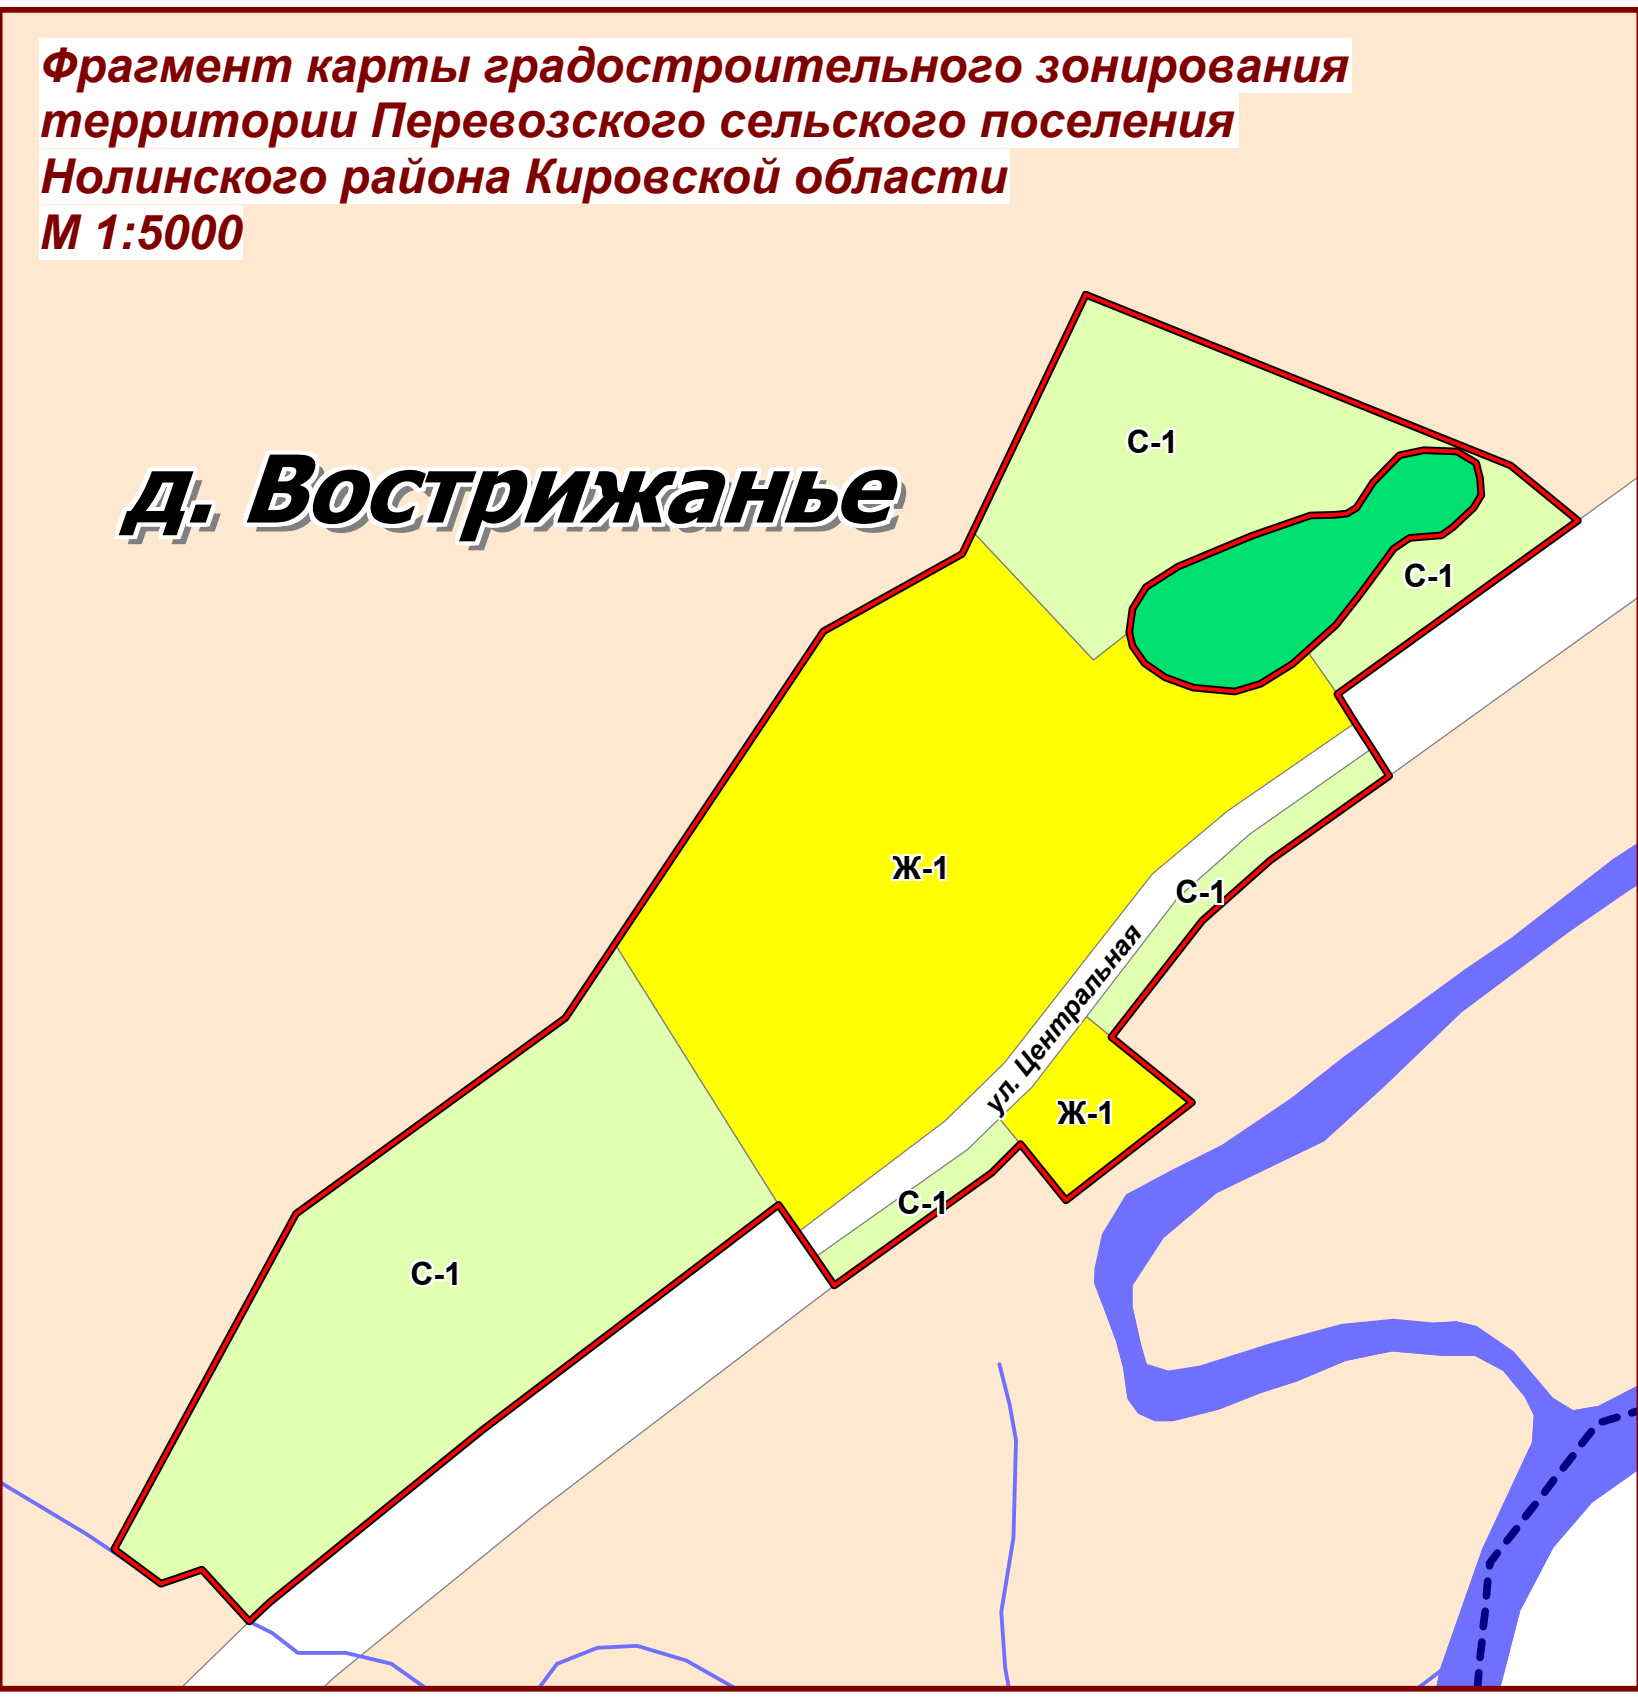 Фрагмент карты градостроительного зонирования
территории Перевозского сельского поселения
Нолинского района Кировской области
М 1:5000
С-1
д. Вострижанье
С-1
Ж-1
С-1
ул. Центральная
Ж-1
С-1
С-1